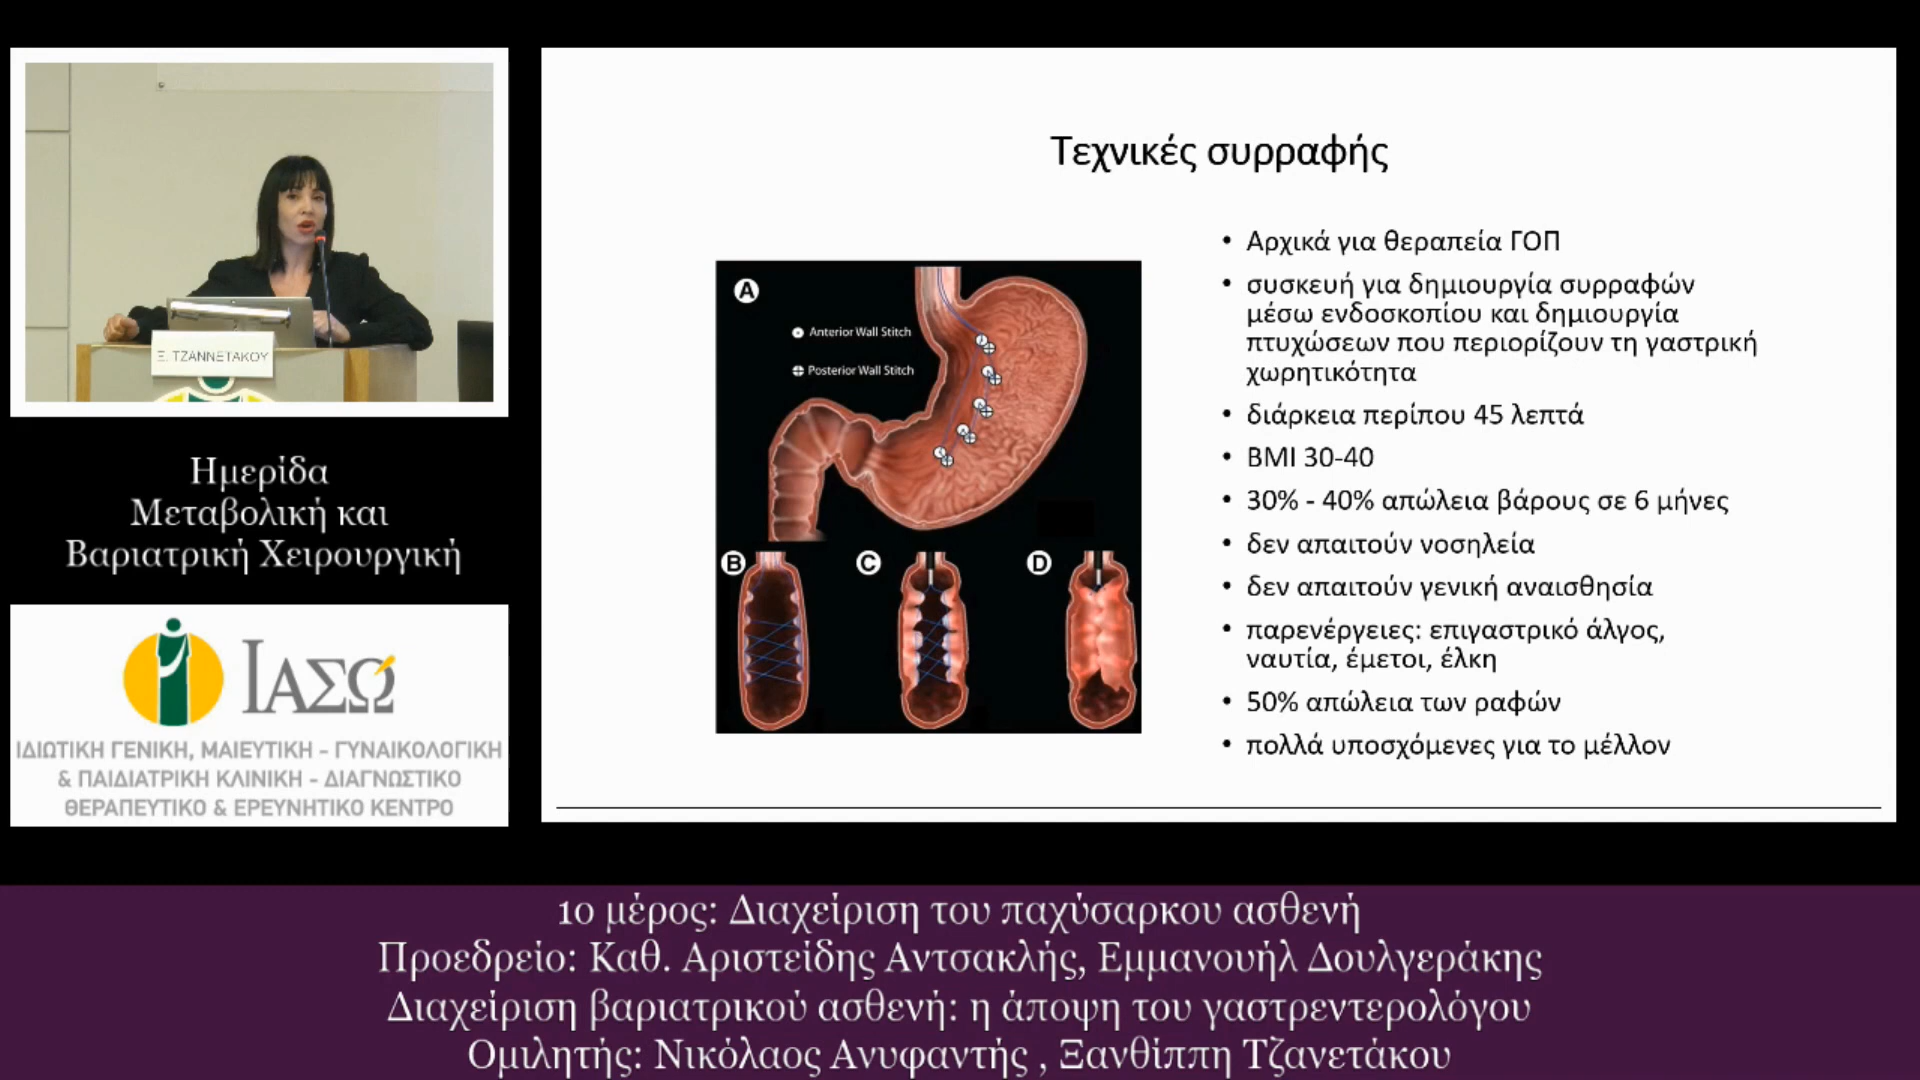 Ξ. ΤΖΑΝΝΕΤΑΚΟΥ
Ημερίδα
Μεταβολική και
Βαριατρική Χειρουργική
ΙΑΣΩ
ΙΔΙΩΤΙΚΗ ΓΕΝΙΚΗ, ΜΑΙΕΥΤΙΚΗ - ΓΥΝΑΙΚΟΛΟΓΙΚΗ
& ΠΑΙΔΙΑΤΡΙΚΗ ΚΛΙΝΙΚΗ - ΔΙΑΓΝΩΣΤΙΚΟ
ΘΕΡΑΠΕΥΤΙΚΟ & ΕΡΕΥΝΗΤΙΚΟ ΚΕΝΤΡΟ
Τεχνικές συρραφής
A
Anterior Wall Stitch
Posterior Wall Stitch
B
C
D
• Αρχικά για θεραπεία ΓΟΠ
• συσκευή για δημιουργία συρραφών
μέσω ενδοσκοπίου και δημιουργία
πτυχώσεων που περιορίζουν τη γαστρική
χωρητικότητα
• διάρκεια περίπου 45 λεπτά
• BMI 30-40
• 30% - 40% απώλεια βάρους σε 6 μήνες
• δεν απαιτούν νοσηλεία
• δεν απαιτούν γενική αναισθησία
• παρενέργειες: επιγαστρικό άλγος,
ναυτία, έμετοι, έλκη
• 50% απώλεια των ραφών
• πολλά υποσχόμενες για το μέλλον
1ο μέρος: Διαχείριση του παχύσαρκου ασθενή
Προεδρείο: Καθ. Αριστείδης Αντσακλής, Εμμανουήλ Δουλγεράκης
Διαχείριση βαριατρικού ασθενή: η άποψη του γαστρεντερολόγου
Ομιλητής: Νικόλαος Ανυφαντής , Ξανθίππη Τζανετάκου